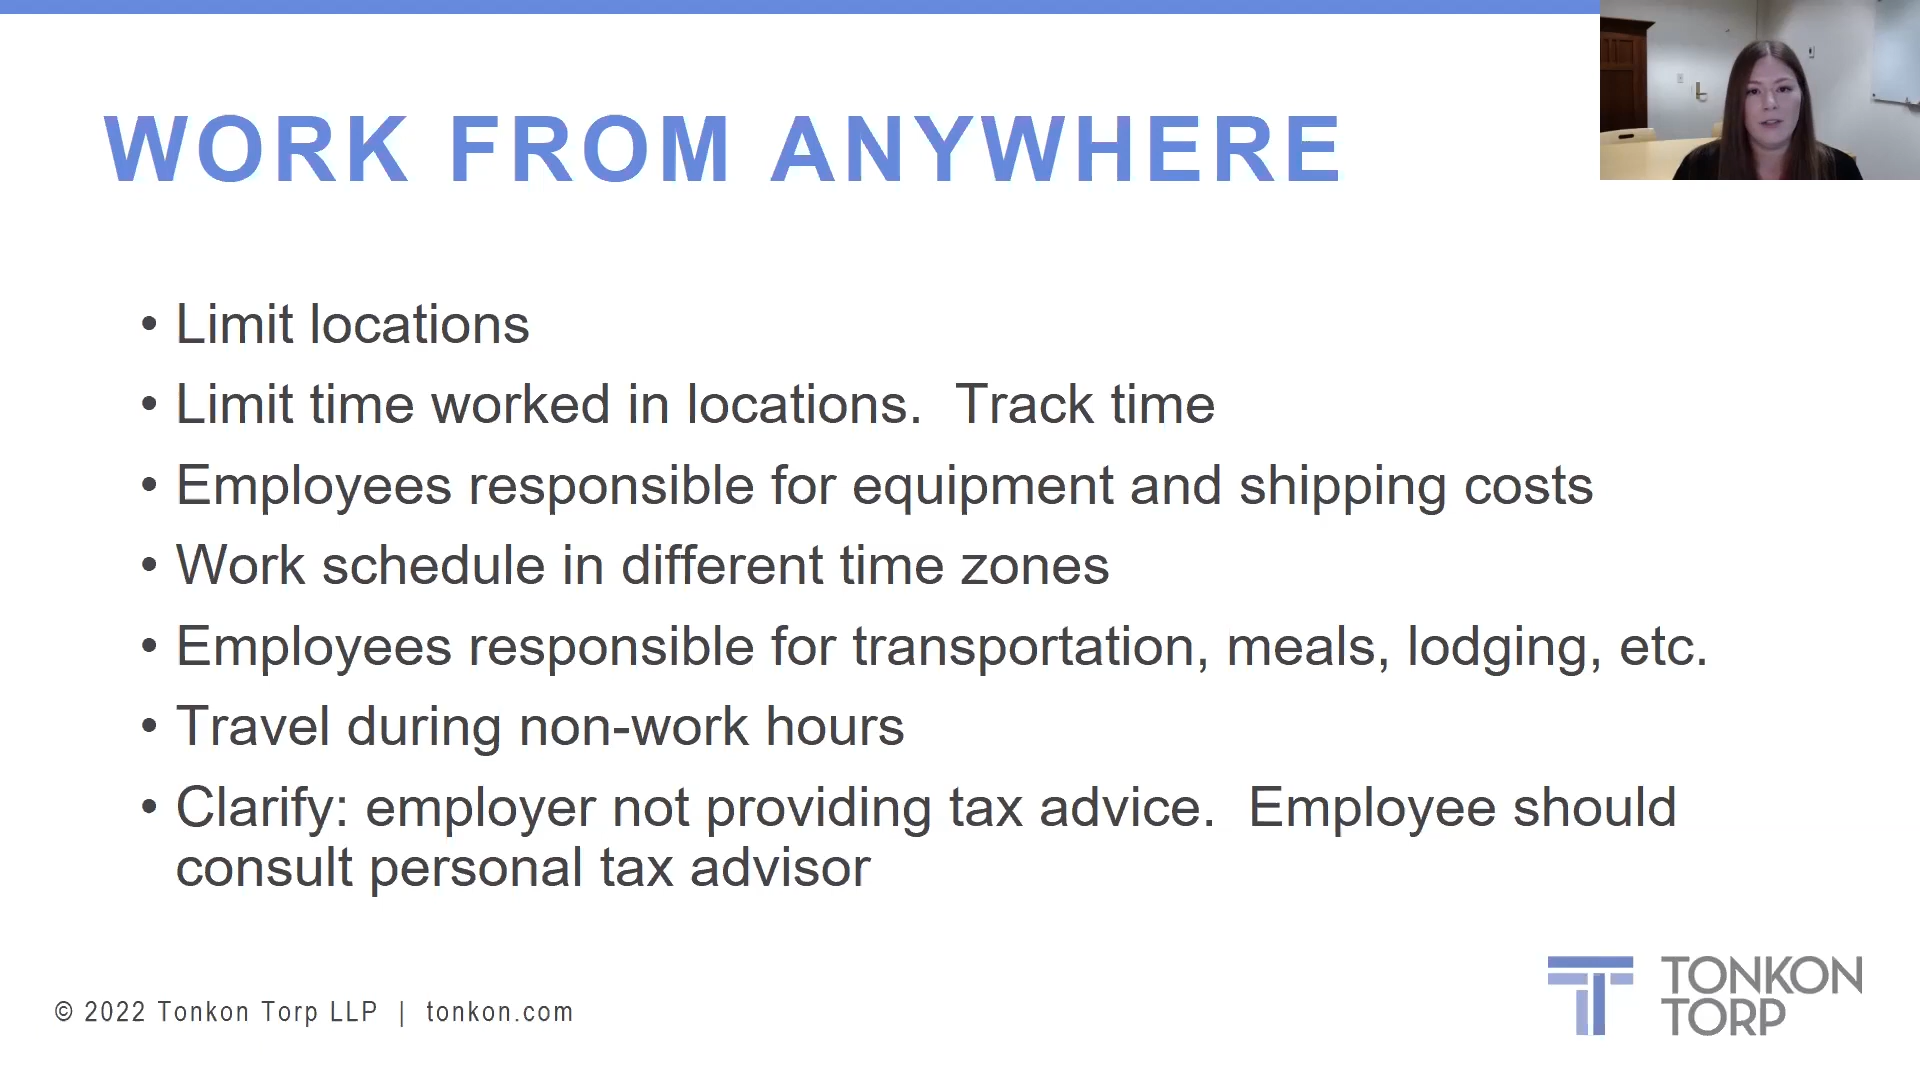 WORK FROM ANYWHERE
• Limit locations
• Limit time worked in locations.  Track time
• Employees responsible for equipment and shipping costs
• Work schedule in different time zones
• Employees responsible for transportation, meals, lodging, etc.
• Travel during non-work hours
• Clarify: employer not providing tax advice.  Employee should
consult personal tax advisor
© 2022 Tonkon Torp LLP | tonkon.com
TONKON
TORP